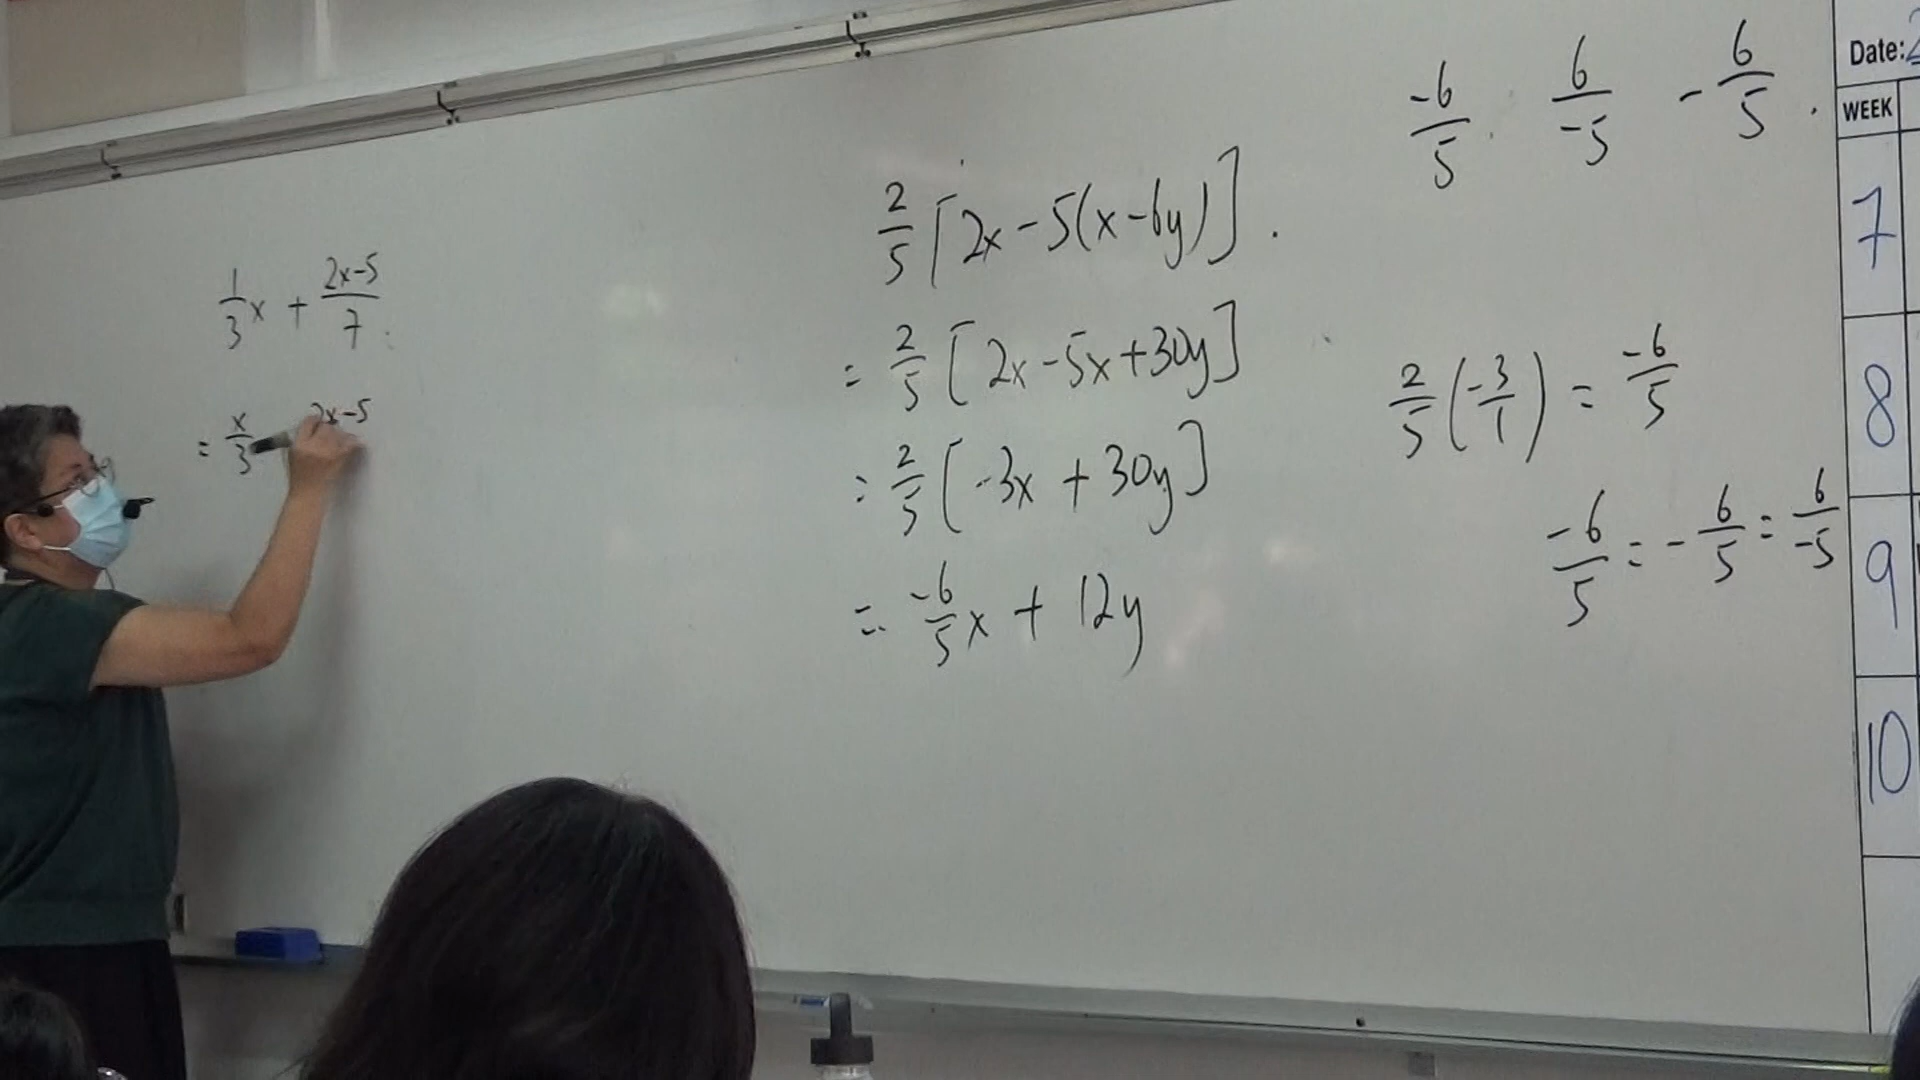 1/3 x + (2x-5)/7
= x/3 2x-5
2/5 [2x - 5(x-6y)].
= 2/5 [2x - 5x + 30y]
= 2/5 [-3x + 30y]
= -6/5 x + 12y
-6/5 . 6/-5 - 6/5 .
2/5 (-3/1) = -6/5
-6/5 = - 6/5 = 6/-5
Date:
WEEK
7
8
9
10